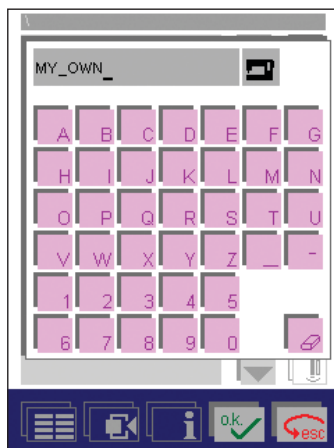 \
MY_OWN_
A B C D E F G
H I J K L M N
O P Q R S T U
V W X Y Z _ -
1 2 3 4 5
6 7 8 9 0
i o.k. esc